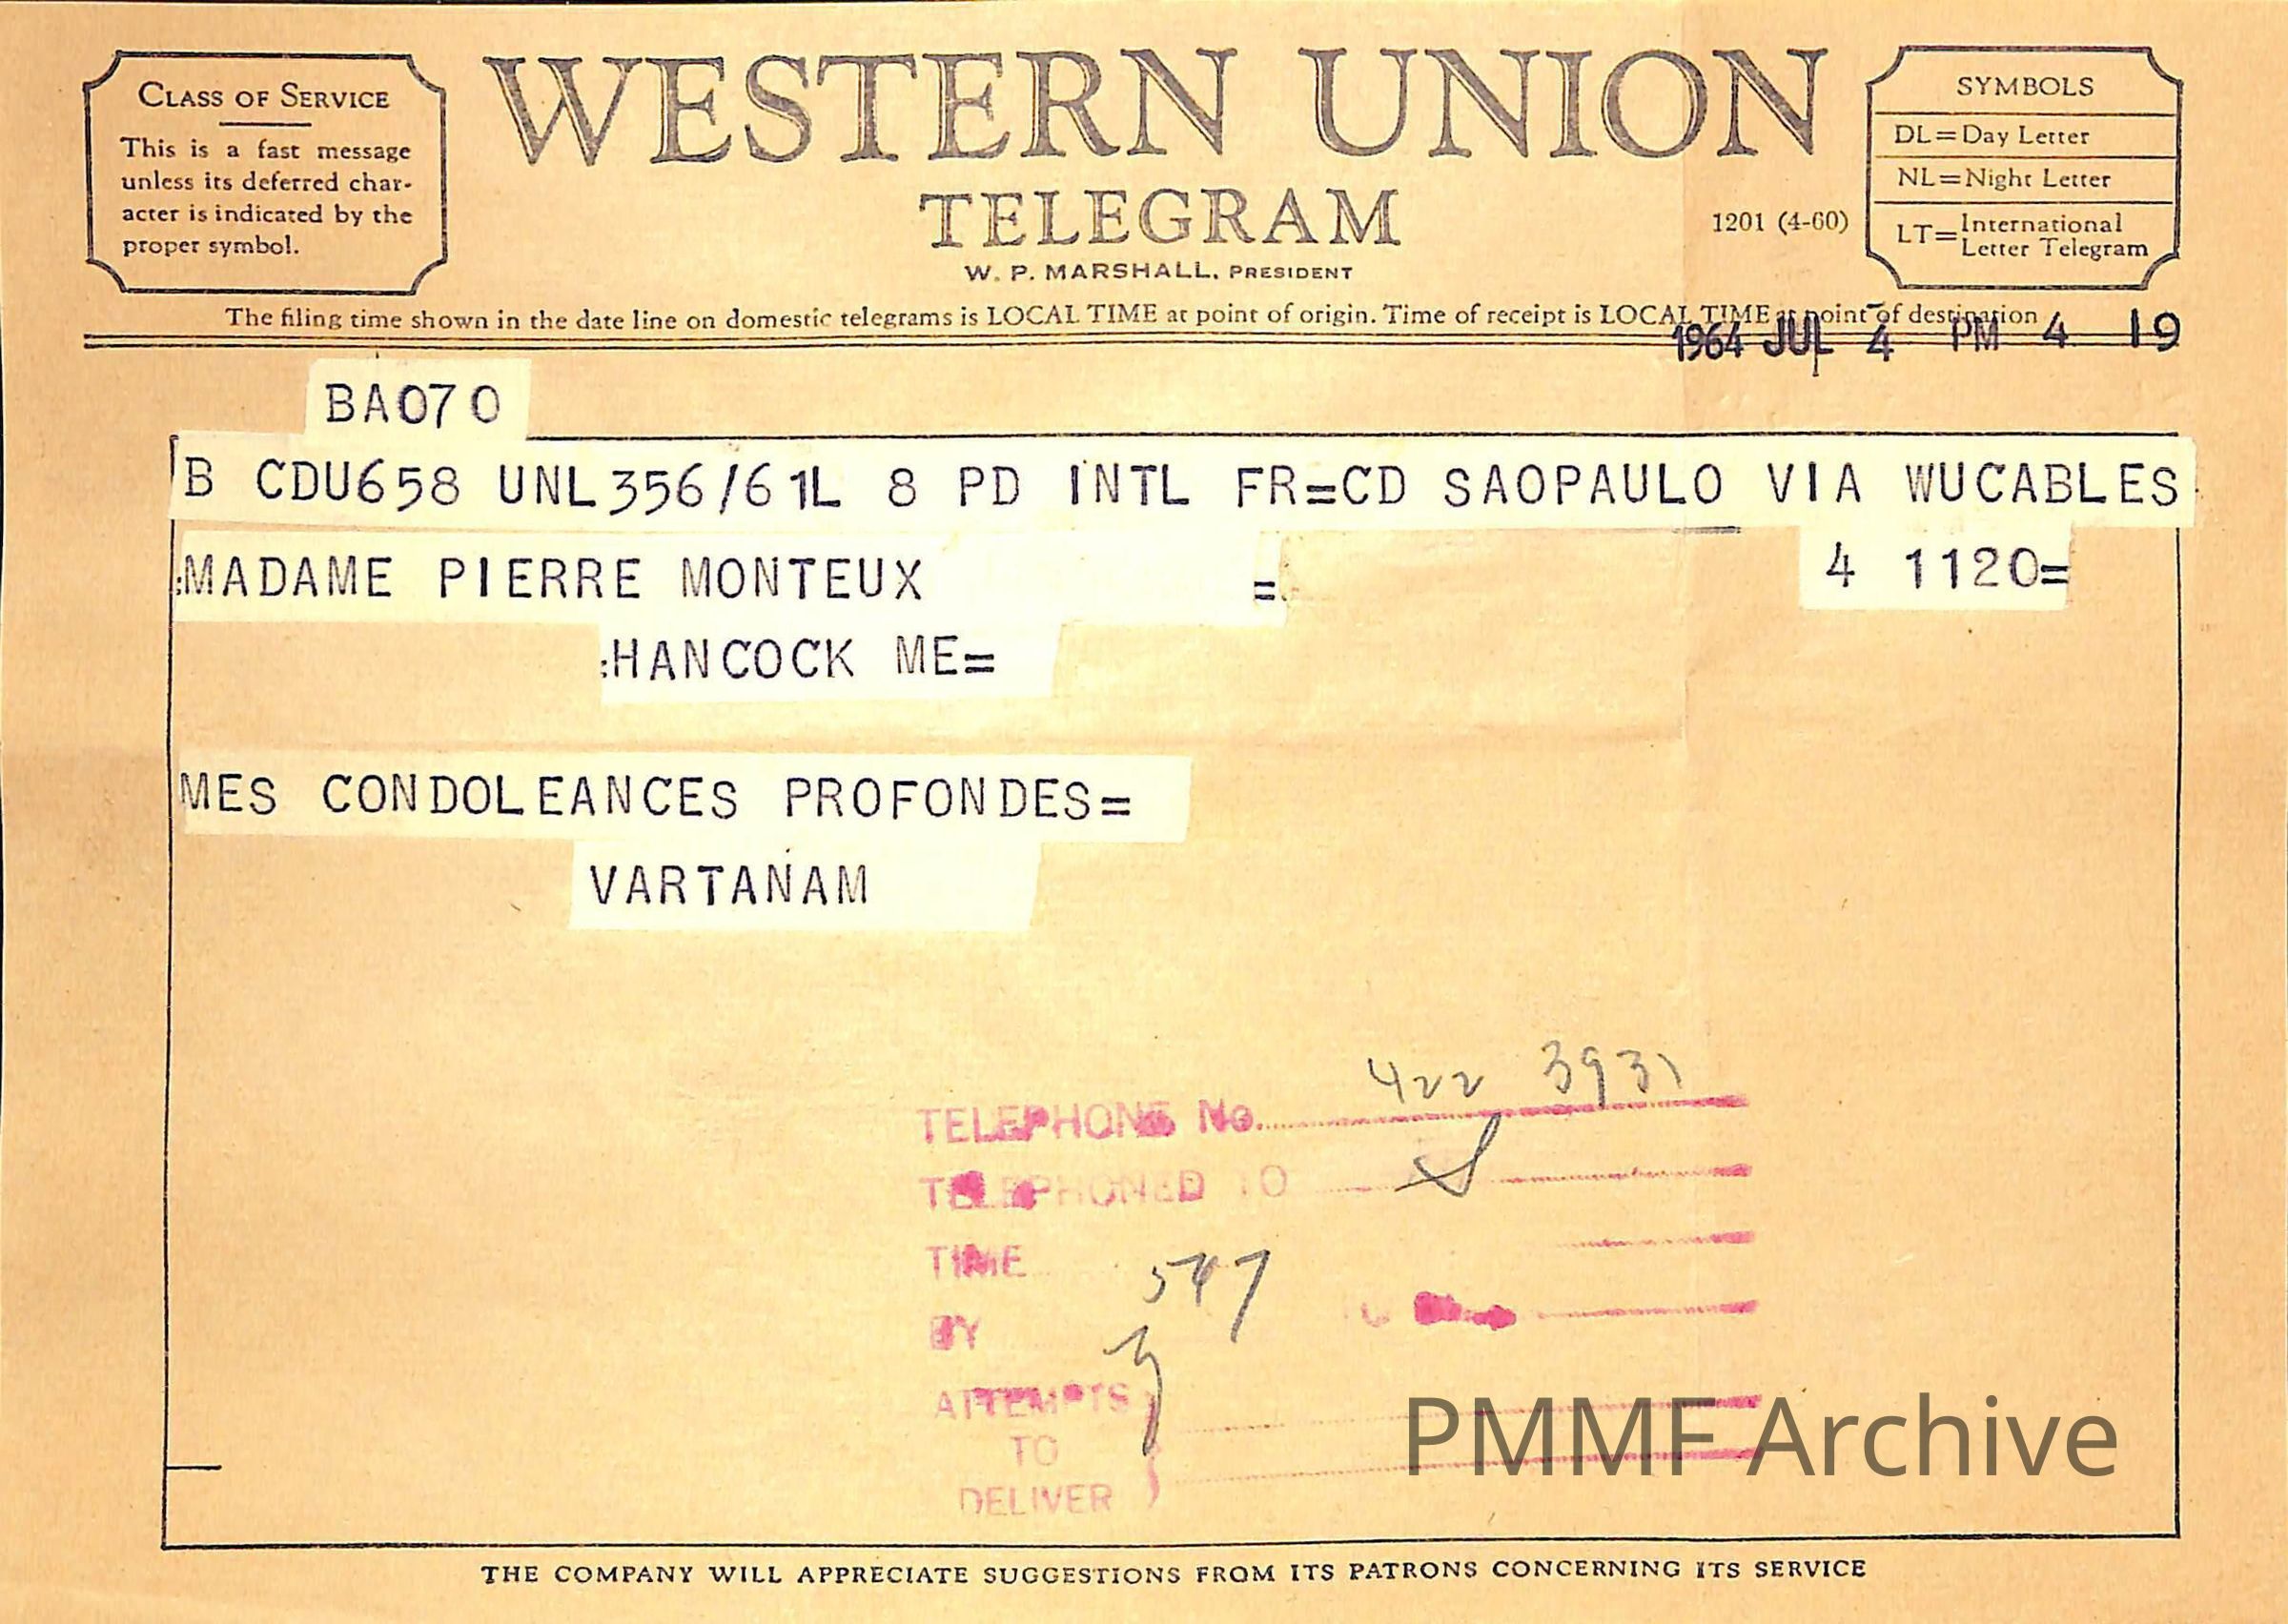 CLASS OF SERVICE
This is a fast message
unless its deferred char-
acter is indicated by the
proper symbol.
WESTERN UNION
TELEGRAM
W. P. MARSHALL, PRESIDENT
1201 (4-60)
SYMBOLS
DL=Day Letter
NL=Night Letter
LT=International Letter Telegram
The filing time shown in the date line on domestic telegrams is LOCAL TIME at point of origin. Time of receipt is LOCAL TIME at point of destination
1964 JUL 4 PM 4 19
BA070
B CDU658 UNL356/61L 8 PD INTL FR=CD SAOPAULO VIA WUCABLES
:MADAME PIERRE MONTEUX = 4 1120=
:HANCOCK ME=
MES CONDOLEANCES PROFONDES=
VARTANAM
TELEPHONE No. 422 3931
TELEPHONED TO
TIME 547
BY
ATTEMPTS
TO
DELIVER
PMMF Archive
THE COMPANY WILL APPRECIATE SUGGESTIONS FROM ITS PATRONS CONCERNING ITS SERVICE